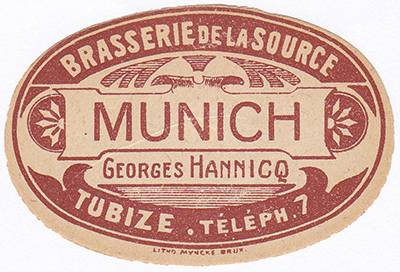 BRASSERIE DE LA SOURCE
MUNICH
GEORGES HANNICQ
TUBIZE . TÉLÉPH. 7
LITHO MYNCKE BRUX.